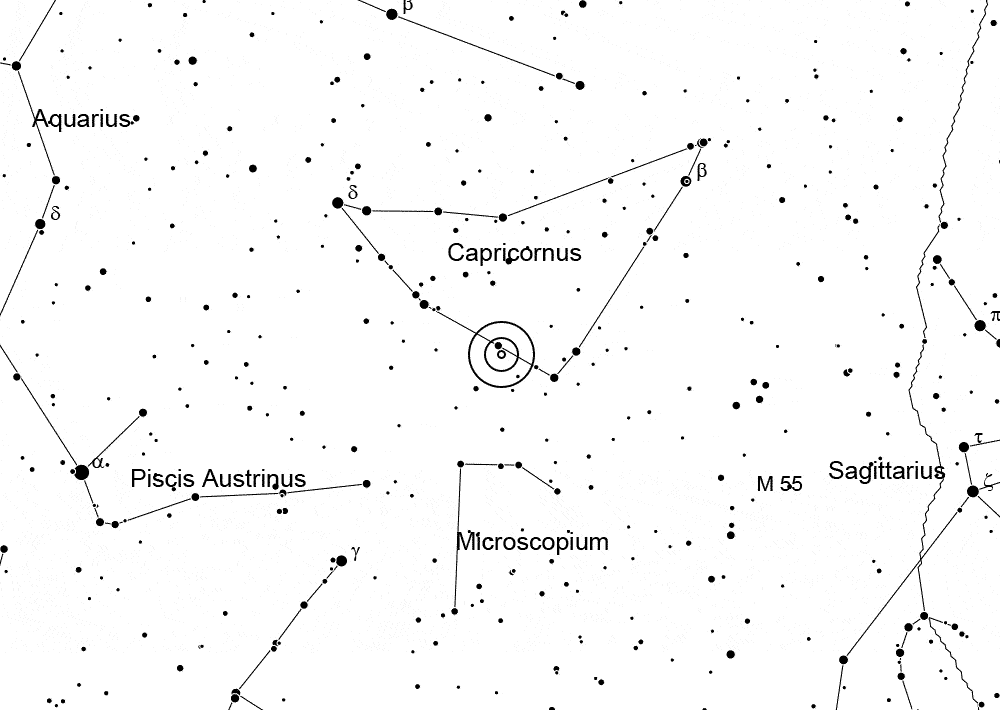 β
Aquarius
β
δ
δ
Capricornus
π
τ
α
Piscis Austrinus
Sagittarius
ζ
M 55
Microscopium
γ